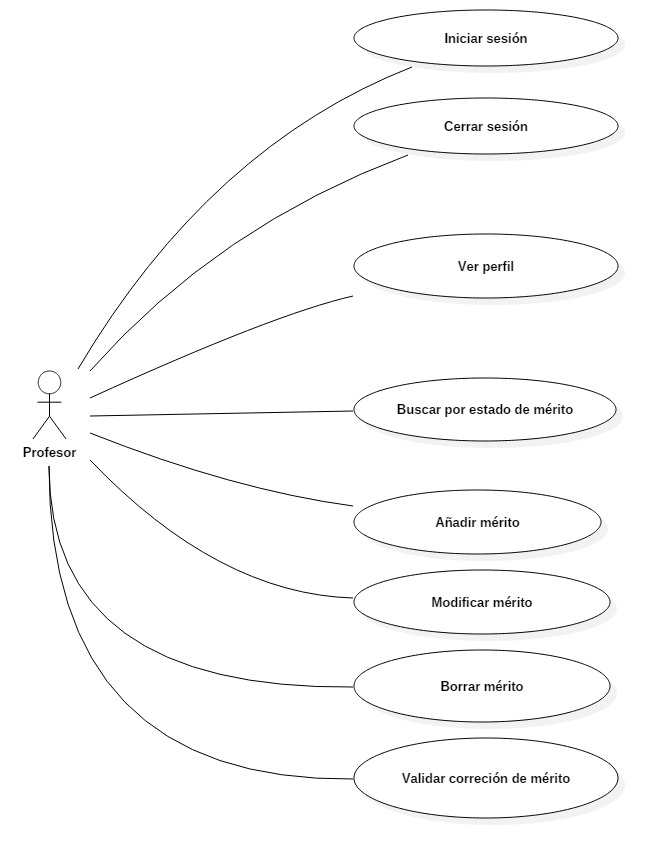 Iniciar sesión
Cerrar sesión
Ver perfil
Buscar por estado de mérito
Profesor
Añadir mérito
Modificar mérito
Borrar mérito
Validar correción de mérito